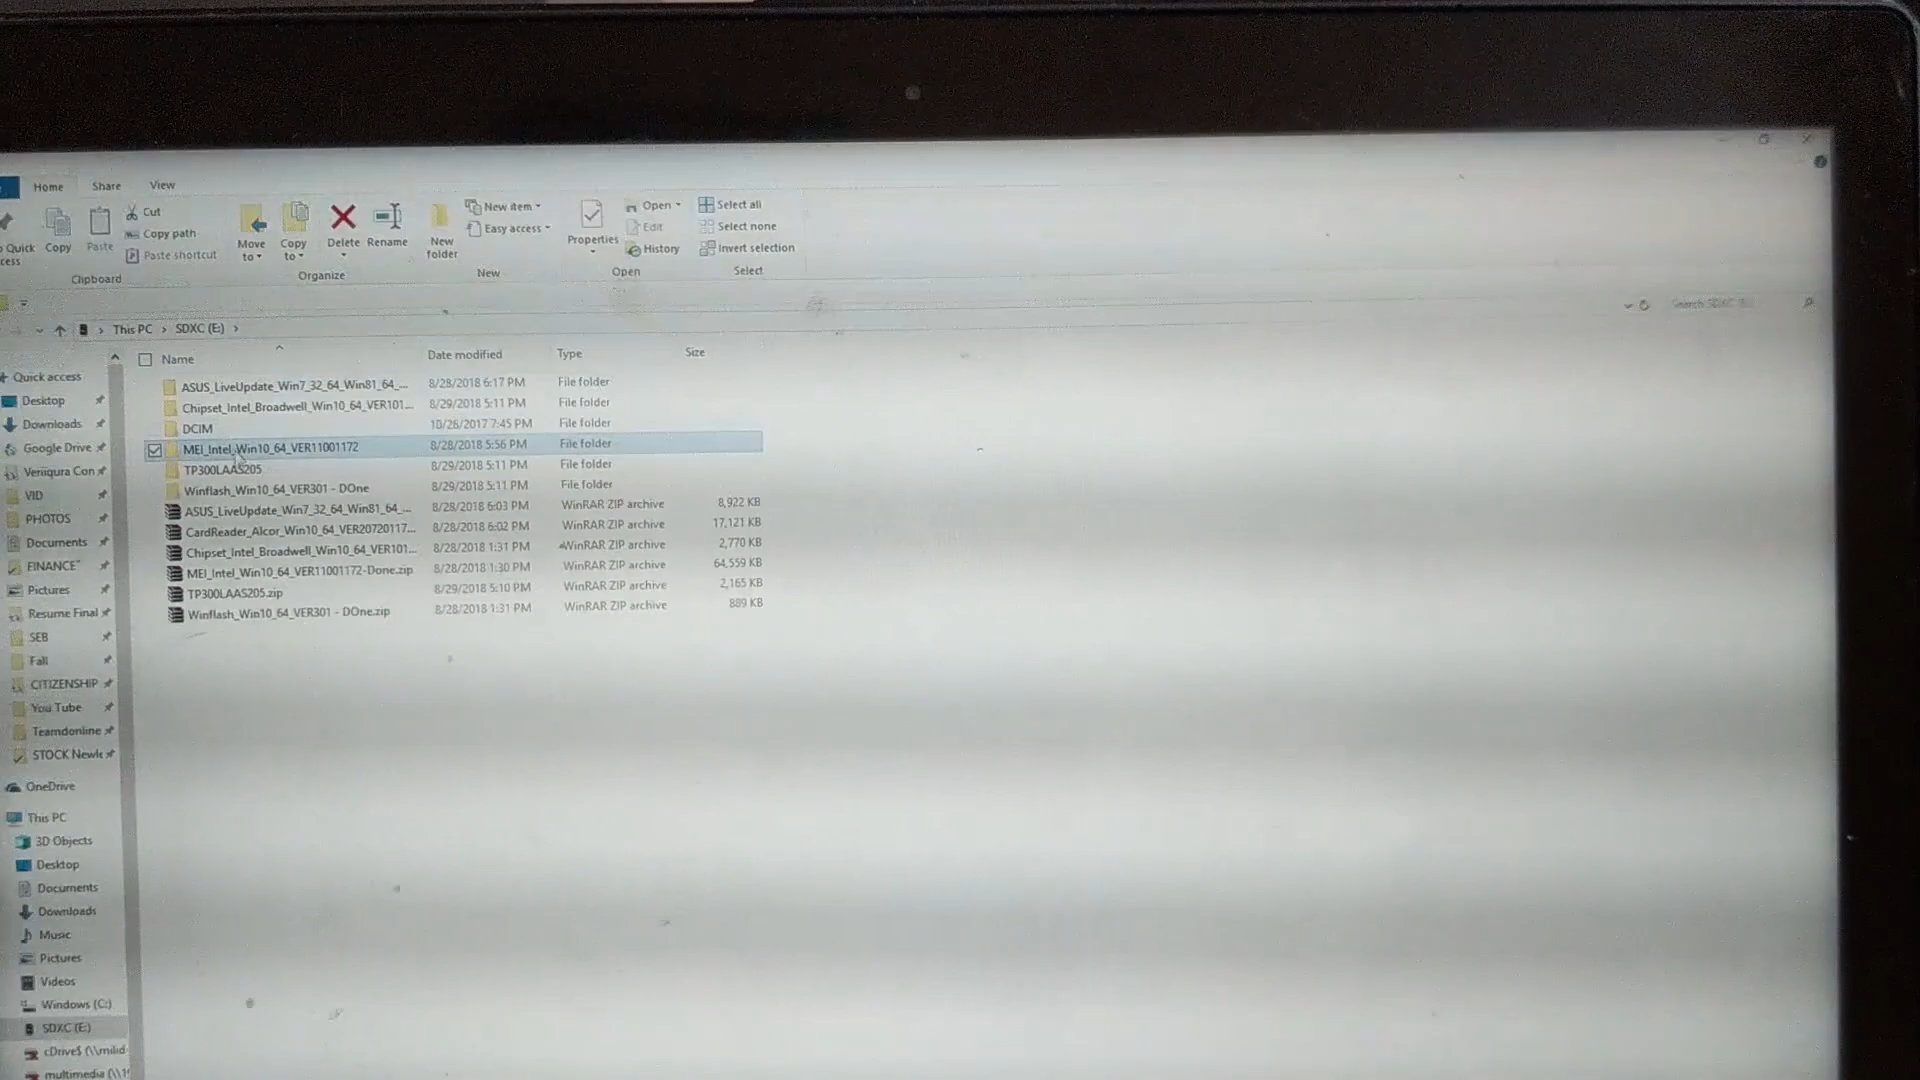 Home Share View
Cut
Copy path
Paste shortcut
Quick
Copy Paste
Clipboard
Move to
Copy to
Delete Rename
Organize
New folder
New item
Easy access
New
Properties
Open
Edit
History
Open
Select all
Select none
Invert selection
Select
This PC > SDXC (E:) >
Name Date modified Type Size
ASUS_LiveUpdate_Win7_32_64_Win81_64_... 8/28/2018 6:17 PM File folder
Chipset_Intel_Broadwell_Win10_64_VER101... 8/29/2018 5:11 PM File folder
DCIM 10/26/2017 7:45 PM File folder
MEI_Intel_Win10_64_VER11001172 8/28/2018 5:56 PM File folder
TP300LAAS205 8/29/2018 5:11 PM File folder
Winflash_Win10_64_VER301 - DOne 8/29/2018 5:11 PM File folder
ASUS_LiveUpdate_Win7_32_64_Win81_64_... 8/28/2018 6:03 PM WinRAR ZIP archive 8,922 KB
CardReader_Alcor_Win10_64_VER20720117... 8/28/2018 6:02 PM WinRAR ZIP archive 17,121 KB
Chipset_Intel_Broadwell_Win10_64_VER101... 8/28/2018 1:31 PM WinRAR ZIP archive 2,770 KB
MEI_Intel_Win10_64_VER11001172-Done.zip 8/28/2018 1:30 PM WinRAR ZIP archive 64,559 KB
TP300LAAS205.zip 8/29/2018 5:10 PM WinRAR ZIP archive 2,165 KB
Winflash_Win10_64_VER301 - DOne.zip 8/28/2018 1:31 PM WinRAR ZIP archive 889 KB
Quick access
Desktop
Downloads
Google Drive
Veriqura Con
VID
PHOTOS
Documents
FINANCE
Pictures
Resume Final
SEB
Fall
CITIZENSHIP
You Tube
Teamdonline
STOCK
OneDrive
This PC
3D Objects
Desktop
Documents
Downloads
Music
Pictures
Videos
Windows (C:)
SDXC (E:)
cDrive$ (\\milid
multimedia (\\1